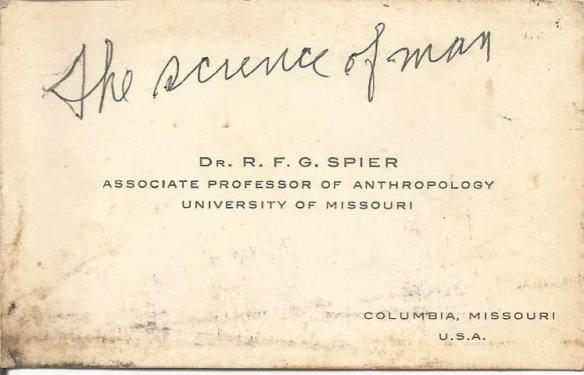 The science of man
Dr. R. F. G. SPIER
ASSOCIATE PROFESSOR OF ANTHROPOLOGY
UNIVERSITY OF MISSOURI
COLUMBIA, MISSOURI
U.S.A.